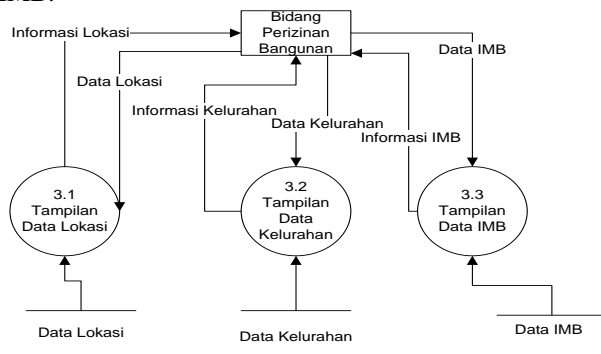 IMB.
Bidang
Perizinan
Bangunan
Informasi Lokasi
Data IMB
Data Lokasi
Informasi Kelurahan
Data Kelurahan
Informasi IMB
3.1
Tampilan
Data Lokasi
3.2
Tampilan
Data
Kelurahan
3.3
Tampilan
Data IMB
Data Lokasi
Data Kelurahan
Data IMB